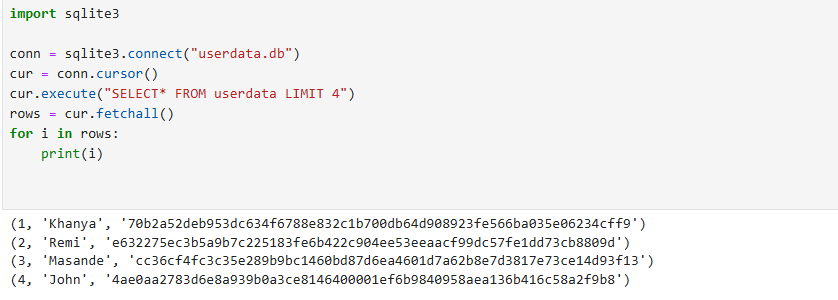 import sqlite3
conn = sqlite3.connect("userdata.db")
cur = conn.cursor()
cur.execute("SELECT* FROM userdata LIMIT 4")
rows = cur.fetchall()
for i in rows:
    print(i)
(1, 'Khanya', '70b2a52deb953dc634f6788e832c1b700db64d908923fe566ba035e06234cff9')
(2, 'Remi', 'e632275ec3b5a9b7c225183fe6b422c904ee53eeaacf99dc57fe1dd73cb8809d')
(3, 'Masande', 'cc36cf4fc3c35e289b9bc1460bd87d6ea4601d7a62b8e7d3817e73ce14d93f13')
(4, 'John', '4ae0aa2783d6e8a939b0a3ce8146400001ef6b9840958aea136b416c58a2f9b8')